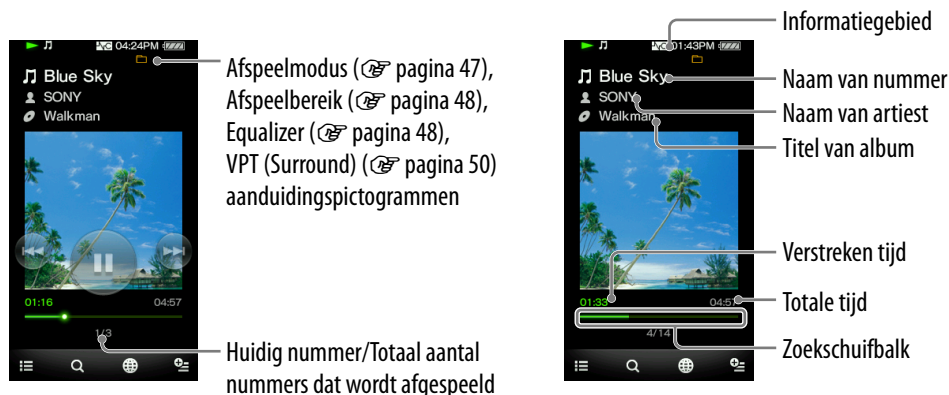 04:24PM
Blue Sky
SONY
Walkman
01:16
04:57
1/3
Afspeelmodus (☞ pagina 47),
Afspeelbereik (☞ pagina 48),
Equalizer (☞ pagina 48),
VPT (Surround) (☞ pagina 50)
aanduidingspictogrammen
Huidig nummer/Totaal aantal
nummers dat wordt afgespeeld
01:43PM
Blue Sky
SONY
Walkman
01:33
04:57
4/14
Informatiegebied
Naam van nummer
Naam van artiest
Titel van album
Verstreken tijd
Totale tijd
Zoekschuifbalk